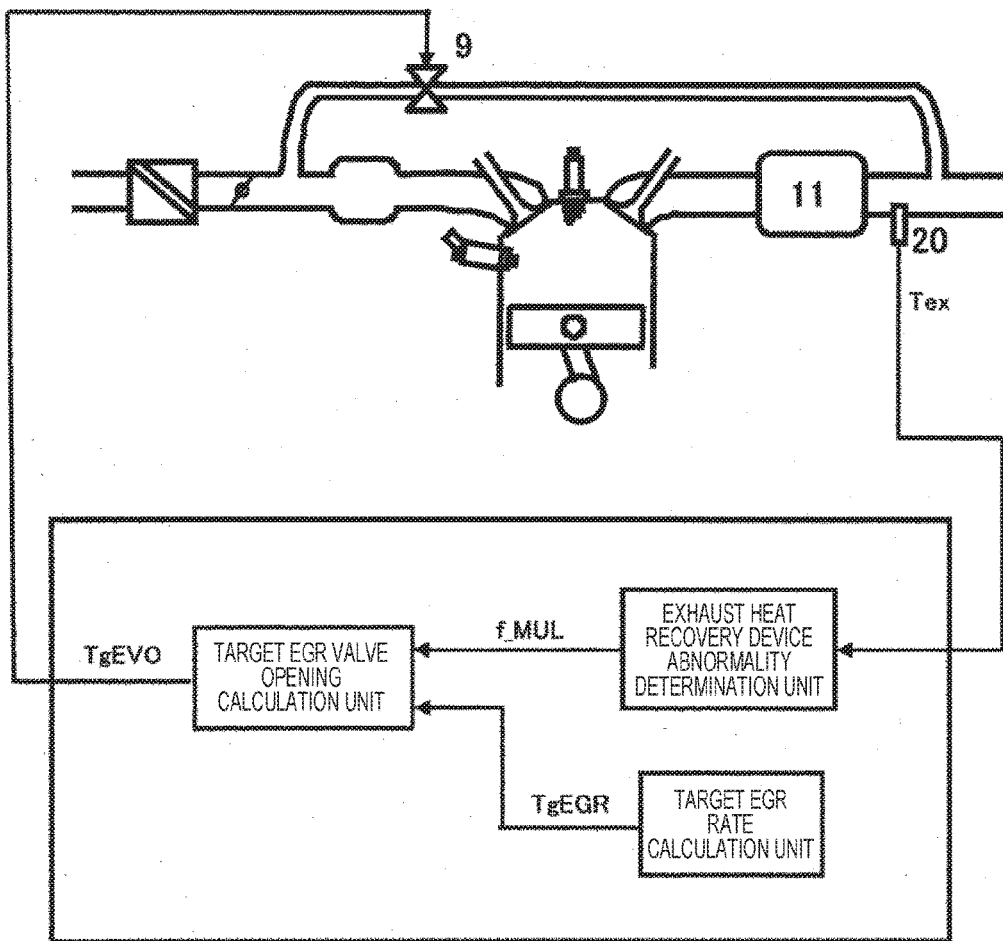 9
11
20
Tex
EXHAUST HEAT
RECOVERY DEVICE
ABNORMALITY
DETERMINATION UNIT
f_MUL
TgEVO
TARGET EGR VALVE
OPENING
CALCULATION UNIT
TgEGR
TARGET EGR
RATE
CALCULATION UNIT